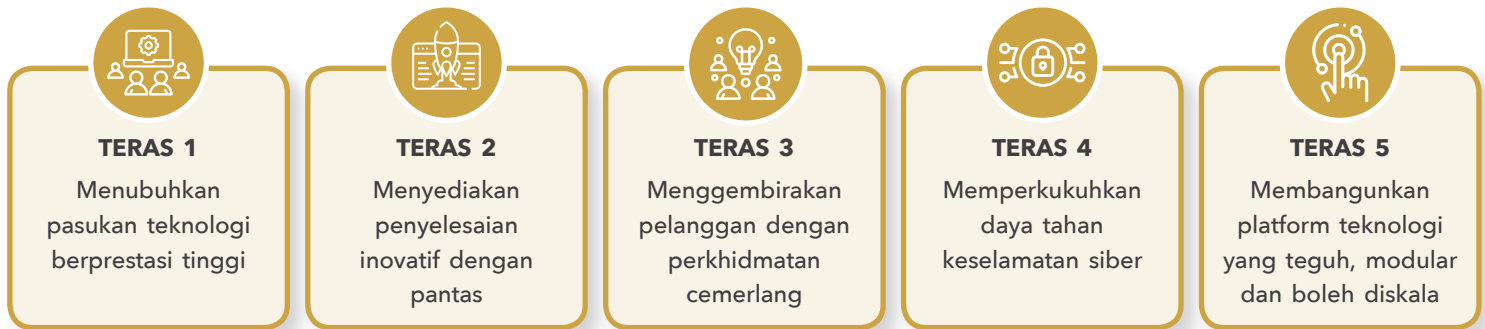 TERAS 1
Menubuhkan
pasukan teknologi
berprestasi tinggi
TERAS 2
Menyediakan
penyelesaian
inovatif dengan
pantas
TERAS 3
Menggembirakan
pelanggan dengan
perkhidmatan
cemerlang
TERAS 4
Memperkukuhkan
daya tahan
keselamatan siber
TERAS 5
Membangunkan
platform teknologi
yang teguh, modular
dan boleh diskala